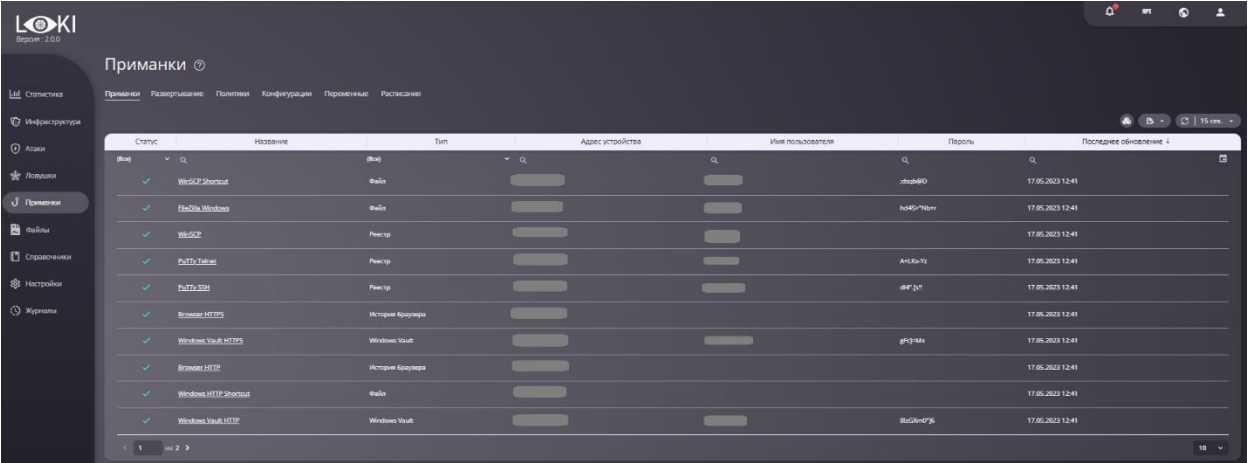 LOKI
Версия: 2.0.0
Приманки
Статистика
Инфраструктура
Атаки
Ловушки
Приманки
Файлы
Справочники
Настройки
Журналы
Приманки Развертывание Политики Конфигурации Переменные Расписания
15 сек.
Статус Название Тип Адрес устройства Имя пользователя Пароль Последнее обновление ↓
(Все) (Все)
WinSCP Shortcut Файл 17.05.2023 12:41
FileZilla Windows Файл 17.05.2023 12:41
WinSCP Реестр 17.05.2023 12:41
PuTTy Telnet Реестр 17.05.2023 12:41
PuTTy SSH Реестр 17.05.2023 12:41
Browser HTTPS История браузера 17.05.2023 12:41
Windows Vault HTTPS Windows Vault gFc]=Mx 17.05.2023 12:41
Browser HTTP История браузера 17.05.2023 12:41
Windows HTTP Shortcut Файл 17.05.2023 12:41
Windows Vault HTTP Windows Vault 17.05.2023 12:41
1 из 2
10